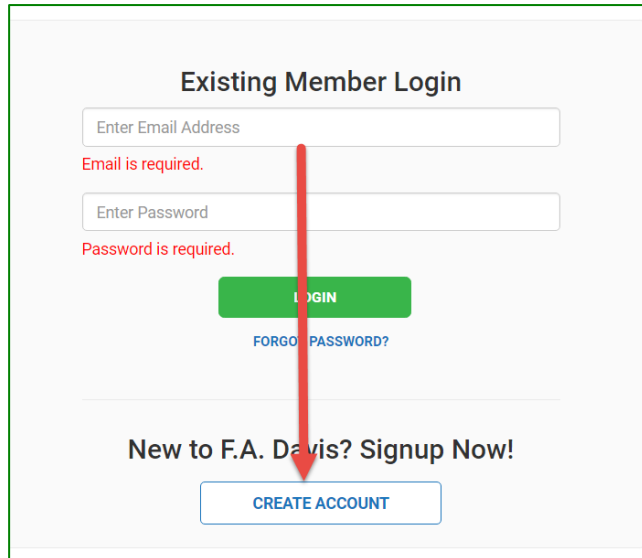 Existing Member Login
Enter Email Address
Email is required.
Enter Password
Password is required.
LOGIN
FORGOT PASSWORD?
New to F.A. Davis? Signup Now!
CREATE ACCOUNT